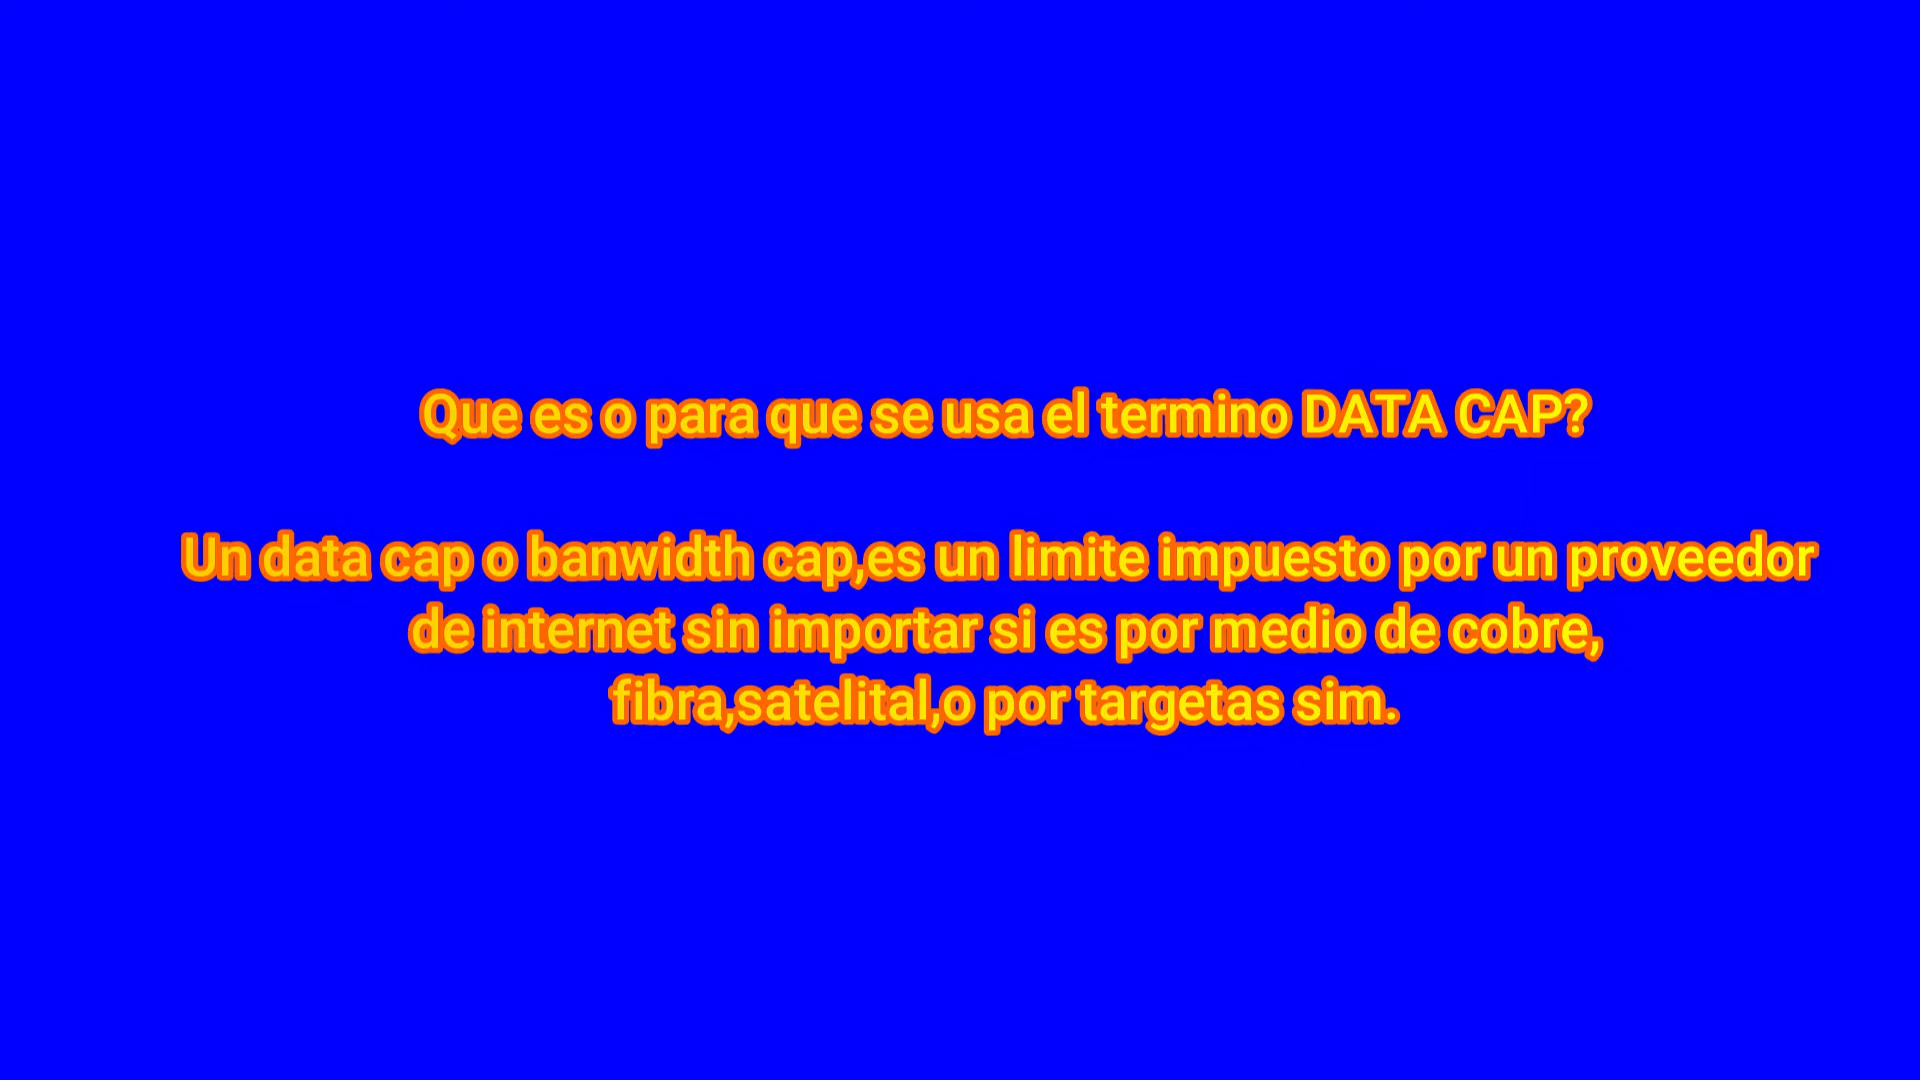 Que es o para que se usa el termino DATA CAP?
Un data cap o banwidth cap,es un limite impuesto por un proveedor
de internet sin importar si es por medio de cobre,
fibra,satelital,o por targetas sim.